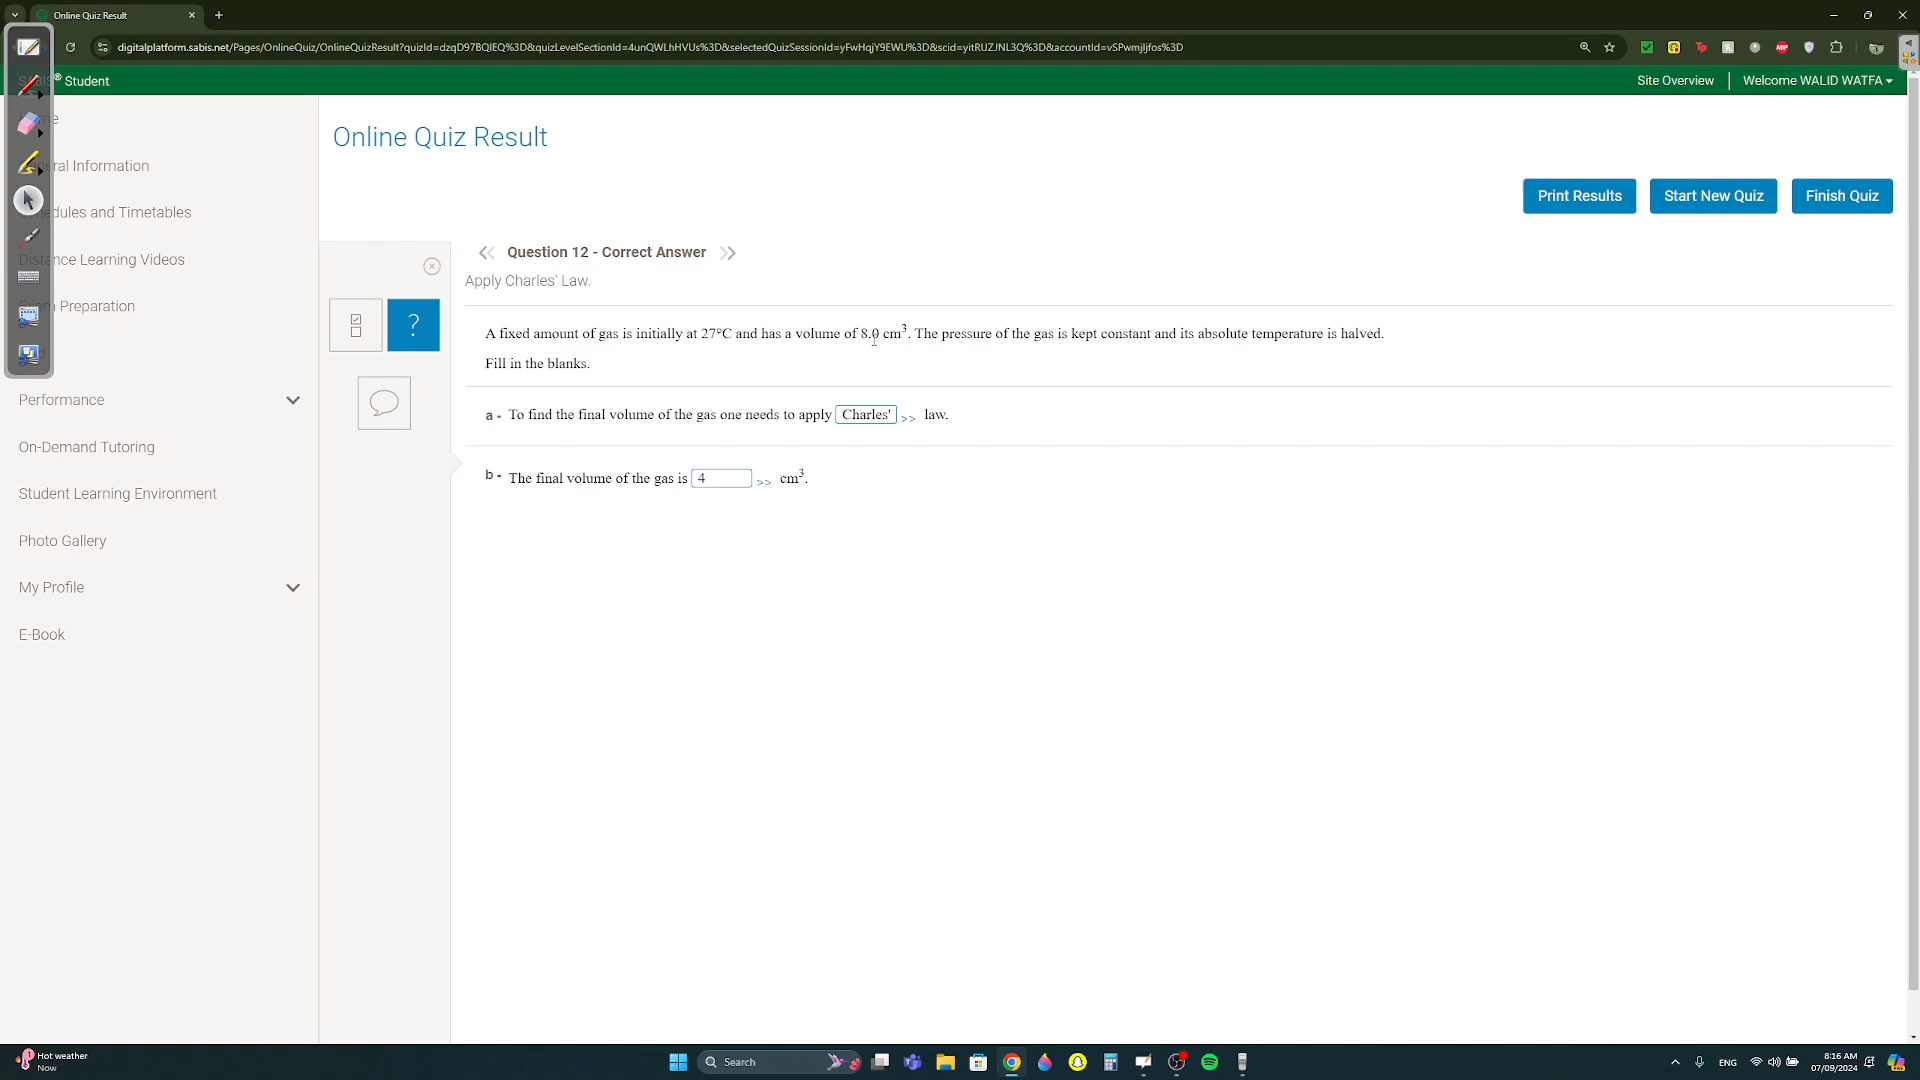 Online Quiz Result
digitalplatform.sabis.net/Pages/OnlineQuiz/OnlineQuizResult?quizId=dzqD97BQIEQ%3D&quizLevelSectionId=4unQWLhHVUs%3D&selectedQuizSessionId=yFwHqjY9EWU%3D&scid=yitRUZJNL3Q%3D&accountId=vSPwmjljfos%3D
® Student
Site Overview
Welcome WALID WATFA
General Information
Schedules and Timetables
Distance Learning Videos
Exam Preparation
Performance
On-Demand Tutoring
Student Learning Environment
Photo Gallery
My Profile
E-Book
Online Quiz Result
Print Results
Start New Quiz
Finish Quiz
Question 12 - Correct Answer
Apply Charles' Law.
?
A fixed amount of gas is initially at 27°C and has a volume of 8.0 cm³. The pressure of the gas is kept constant and its absolute temperature is halved.
Fill in the blanks.
a - To find the final volume of the gas one needs to apply Charles' >> law.
b - The final volume of the gas is 4 >> cm³.
Hot weather
Now
Search
ENG
8:16 AM
07/09/2024